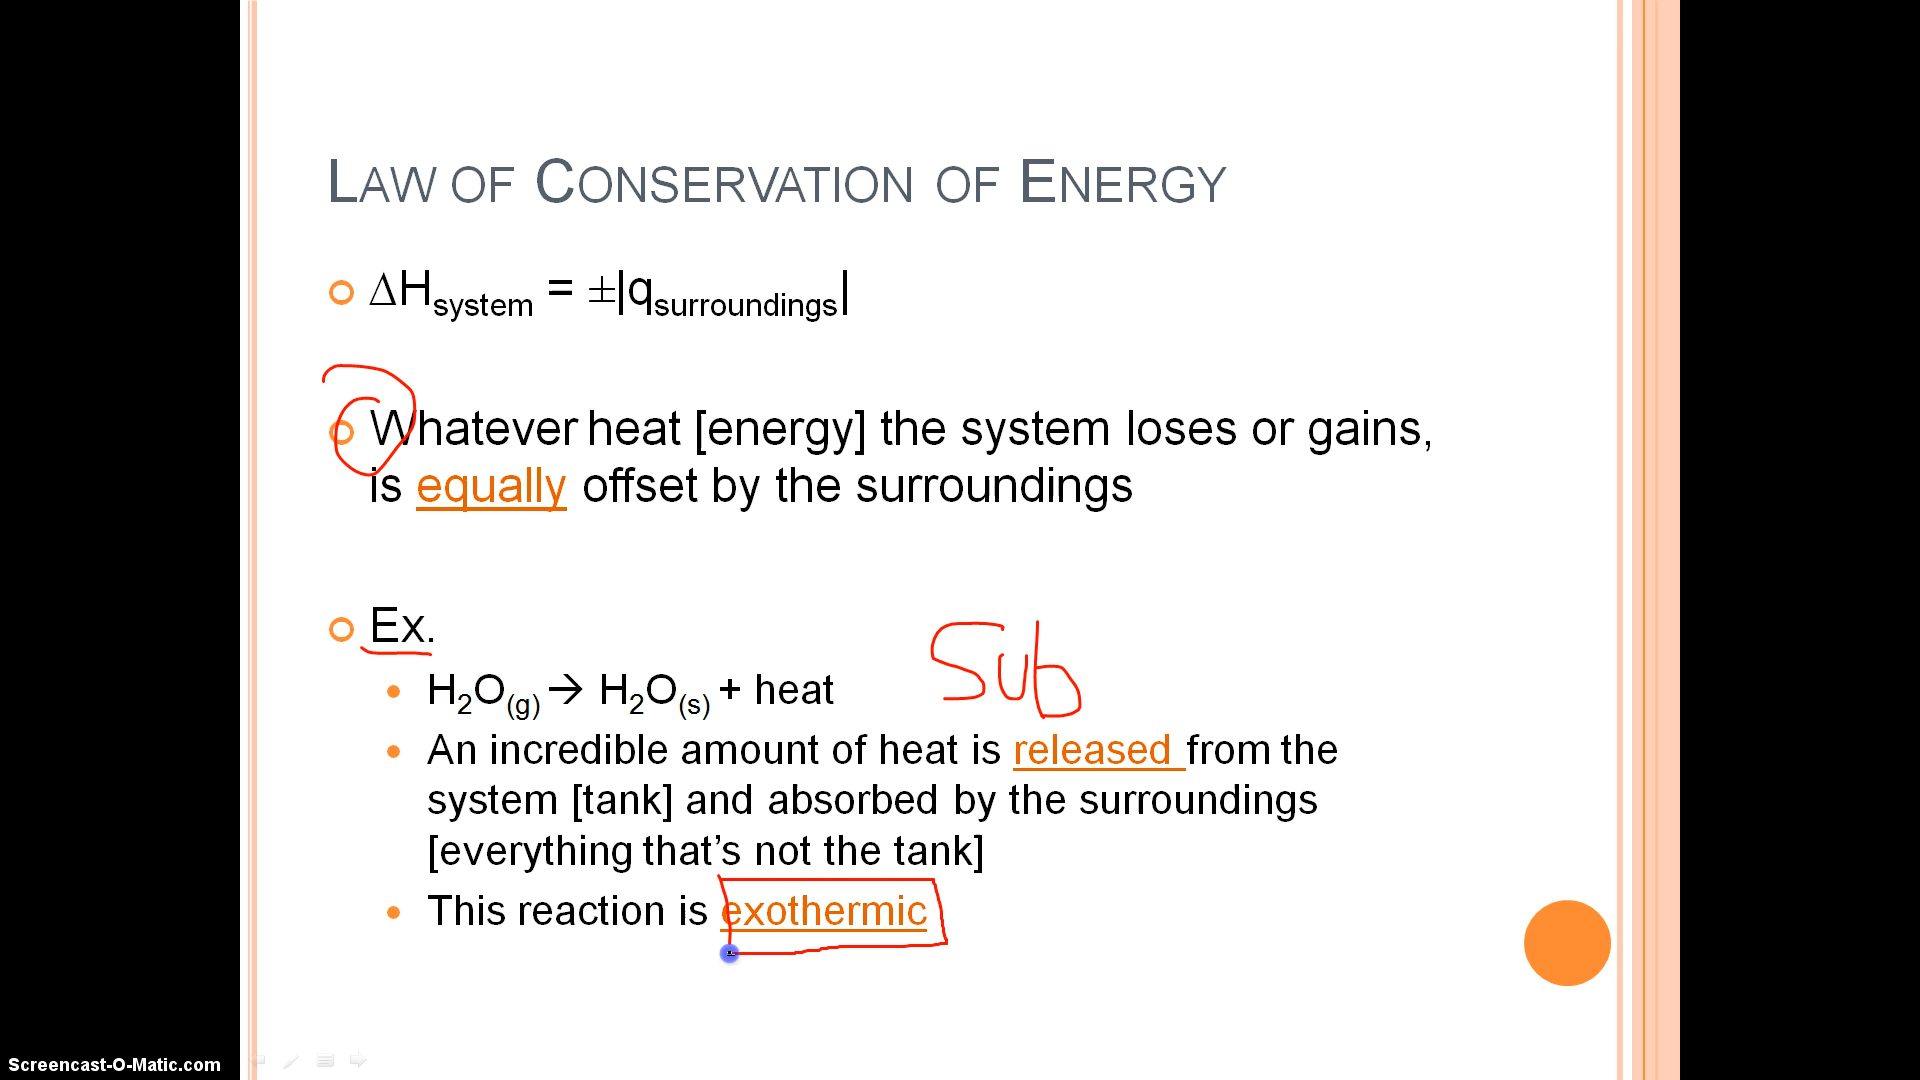 LAW OF CONSERVATION OF ENERGY
∆Hsystem = ±|qsurroundings|
Whatever heat [energy] the system loses or gains,
is equally offset by the surroundings
Ex.
Sub
H₂O(g) → H₂O(s) + heat
An incredible amount of heat is released from the
system [tank] and absorbed by the surroundings
[everything that’s not the tank]
This reaction is exothermic
Screencast-O-Matic.com